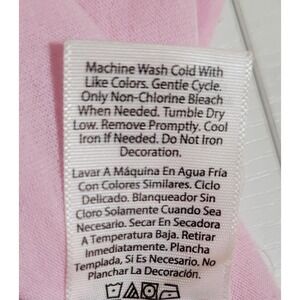 Machine Wash Cold With
Like Colors. Gentle Cycle.
Only Non-Chlorine Bleach
When Needed. Tumble Dry
Low. Remove Promptly. Cool
Iron If Needed. Do Not Iron
Decoration.
Lavar A Máquina En Agua Fría
Con Colores Similares. Ciclo
Delicado. Blanqueador Sin
Cloro Solamente Cuando Sea
Necesario. Secar En Secadora
A Temperatura Baja. Retirar
Inmediatamente. Plancha
Templada, Si Es Necesario. No
Planchar La Decoración.